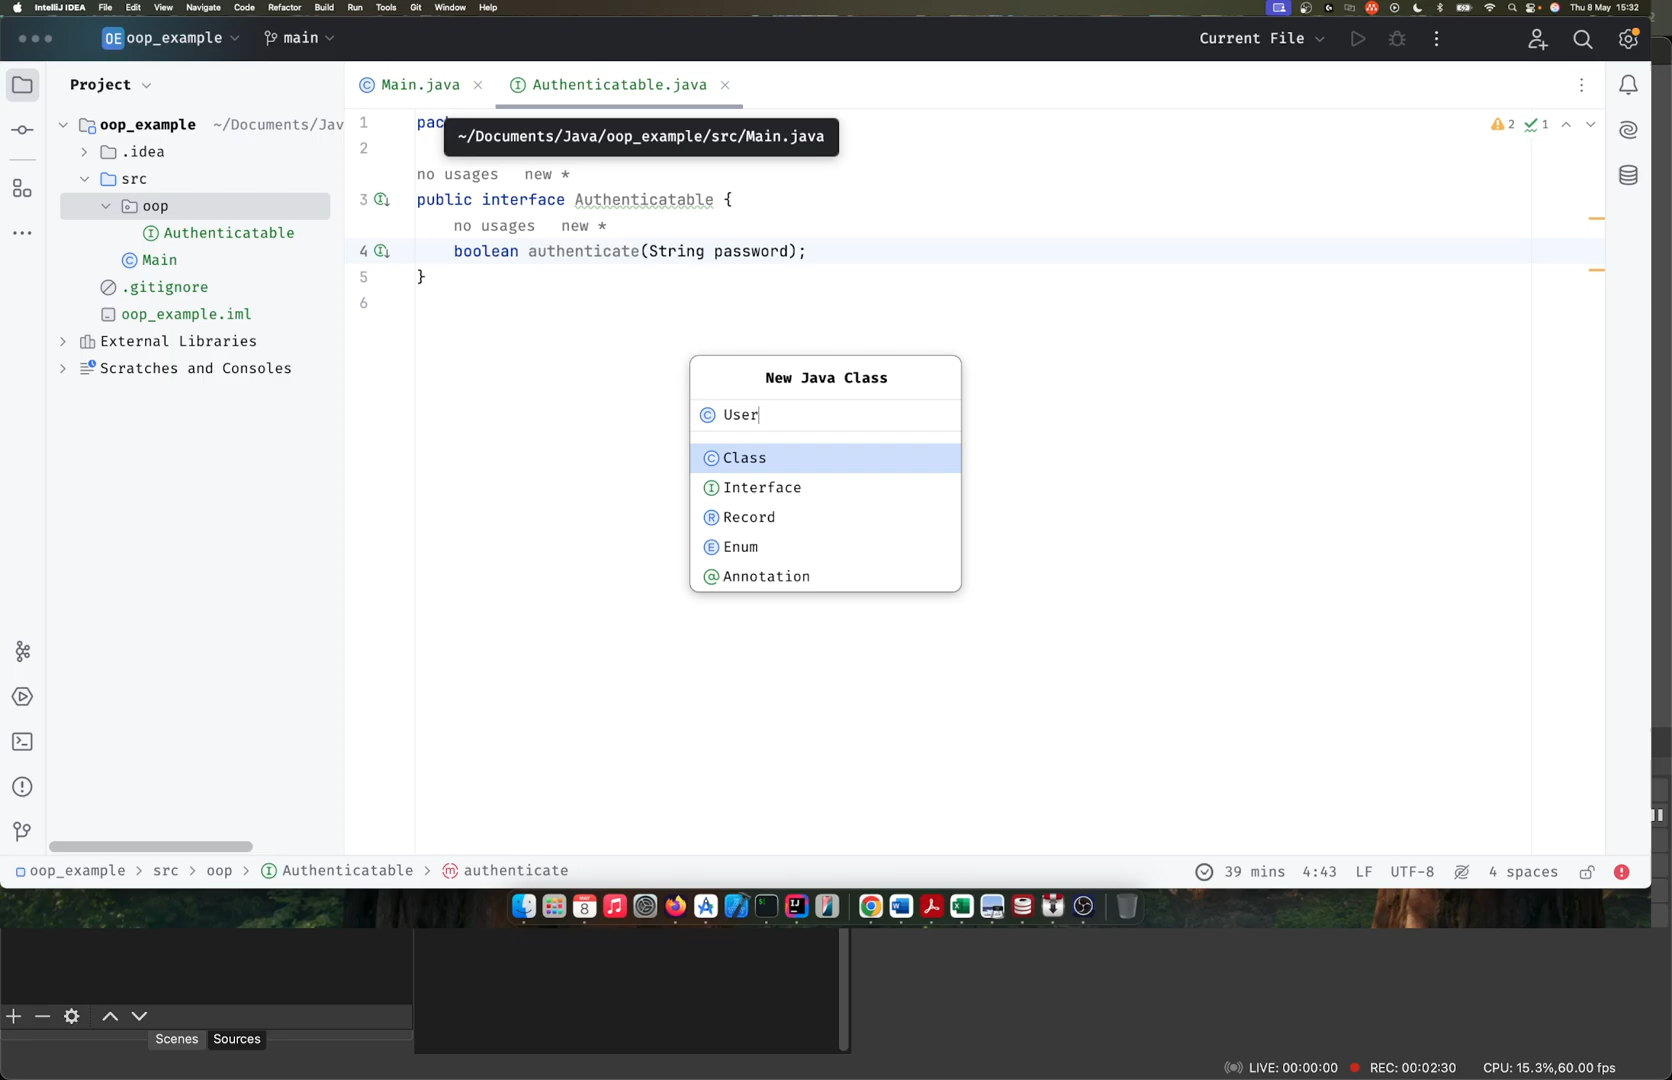 IntelliJ IDEA File Edit View Navigate Code Refactor Build Run Tools Git Window Help Thu 8 May 15:32
OE oop_example main Current File
Project
Main.java Authenticatable.java
oop_example ~/Documents/Jav
.idea
src
oop
Authenticatable
Main
.gitignore
oop_example.iml
External Libraries
Scratches and Consoles
1 pac
~/Documents/Java/oop_example/src/Main.java
2 1
2
no usages new *
3 public interface Authenticatable {
no usages new *
4 boolean authenticate(String password);
5 }
6
New Java Class
User
Class
Interface
Record
Enum
Annotation
oop_example > src > oop > Authenticatable > authenticate
39 mins 4:43 LF UTF-8 4 spaces
Scenes Sources
LIVE: 00:00:00 REC: 00:02:30 CPU: 15.3%,60.00 fps